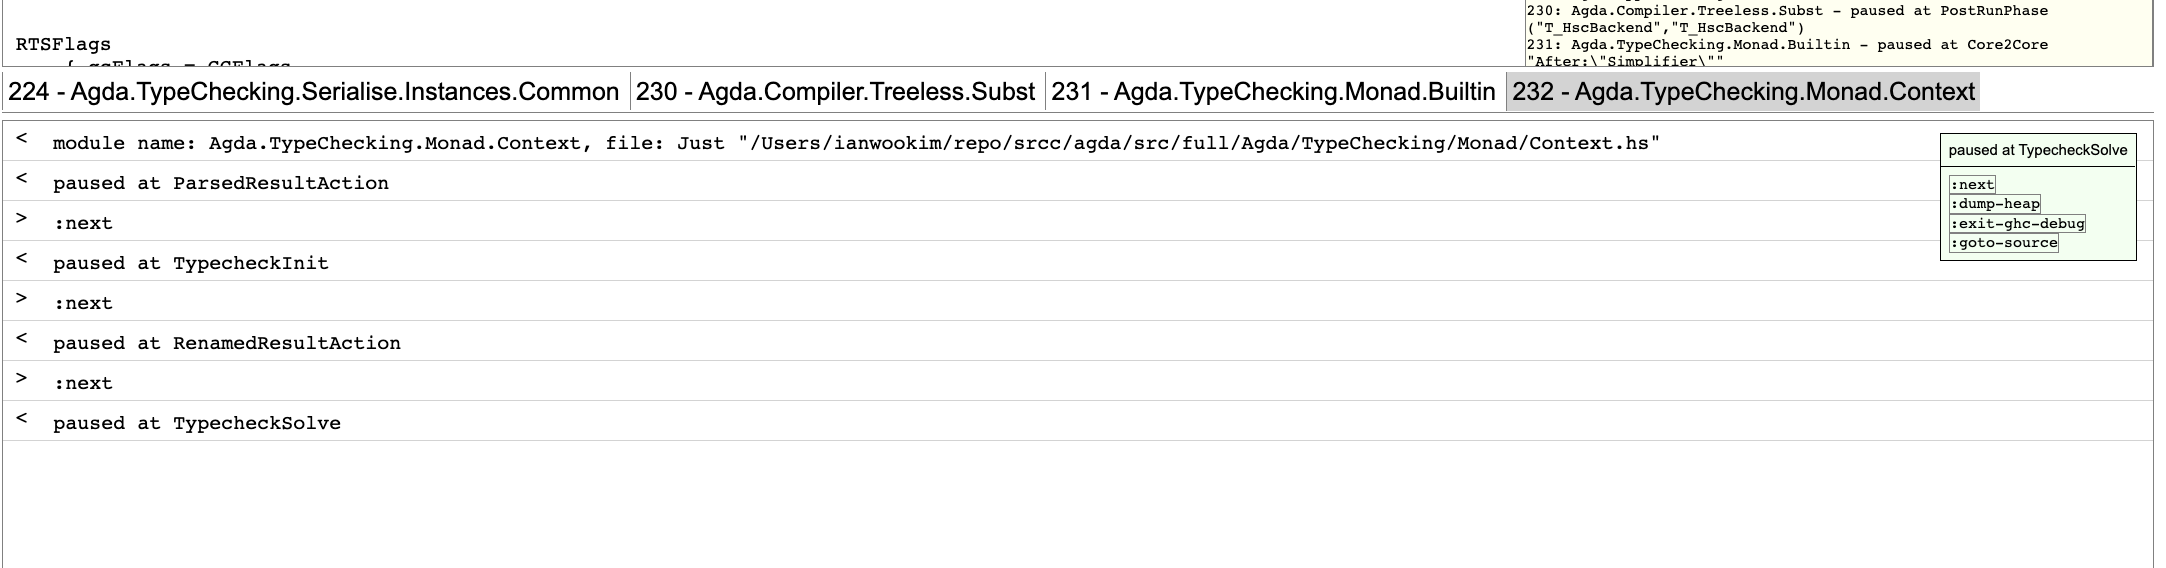 RTSFlags
{ gcFlags = GCFlags
230: Agda.Compiler.Treeless.Subst - paused at PostRunPhase
("T_HscBackend","T_HscBackend")
231: Agda.TypeChecking.Monad.Builtin - paused at Core2Core
"After:\"Simplifier\""
224 - Agda.TypeChecking.Serialise.Instances.Common
230 - Agda.Compiler.Treeless.Subst
231 - Agda.TypeChecking.Monad.Builtin
232 - Agda.TypeChecking.Monad.Context
< module name: Agda.TypeChecking.Monad.Context, file: Just "/Users/ianwookim/repo/srcc/agda/src/full/Agda/TypeChecking/Monad/Context.hs"
< paused at ParsedResultAction
> :next
< paused at TypecheckInit
> :next
< paused at RenamedResultAction
> :next
< paused at TypecheckSolve
paused at TypecheckSolve
:next
:dump-heap
:exit-ghc-debug
:goto-source